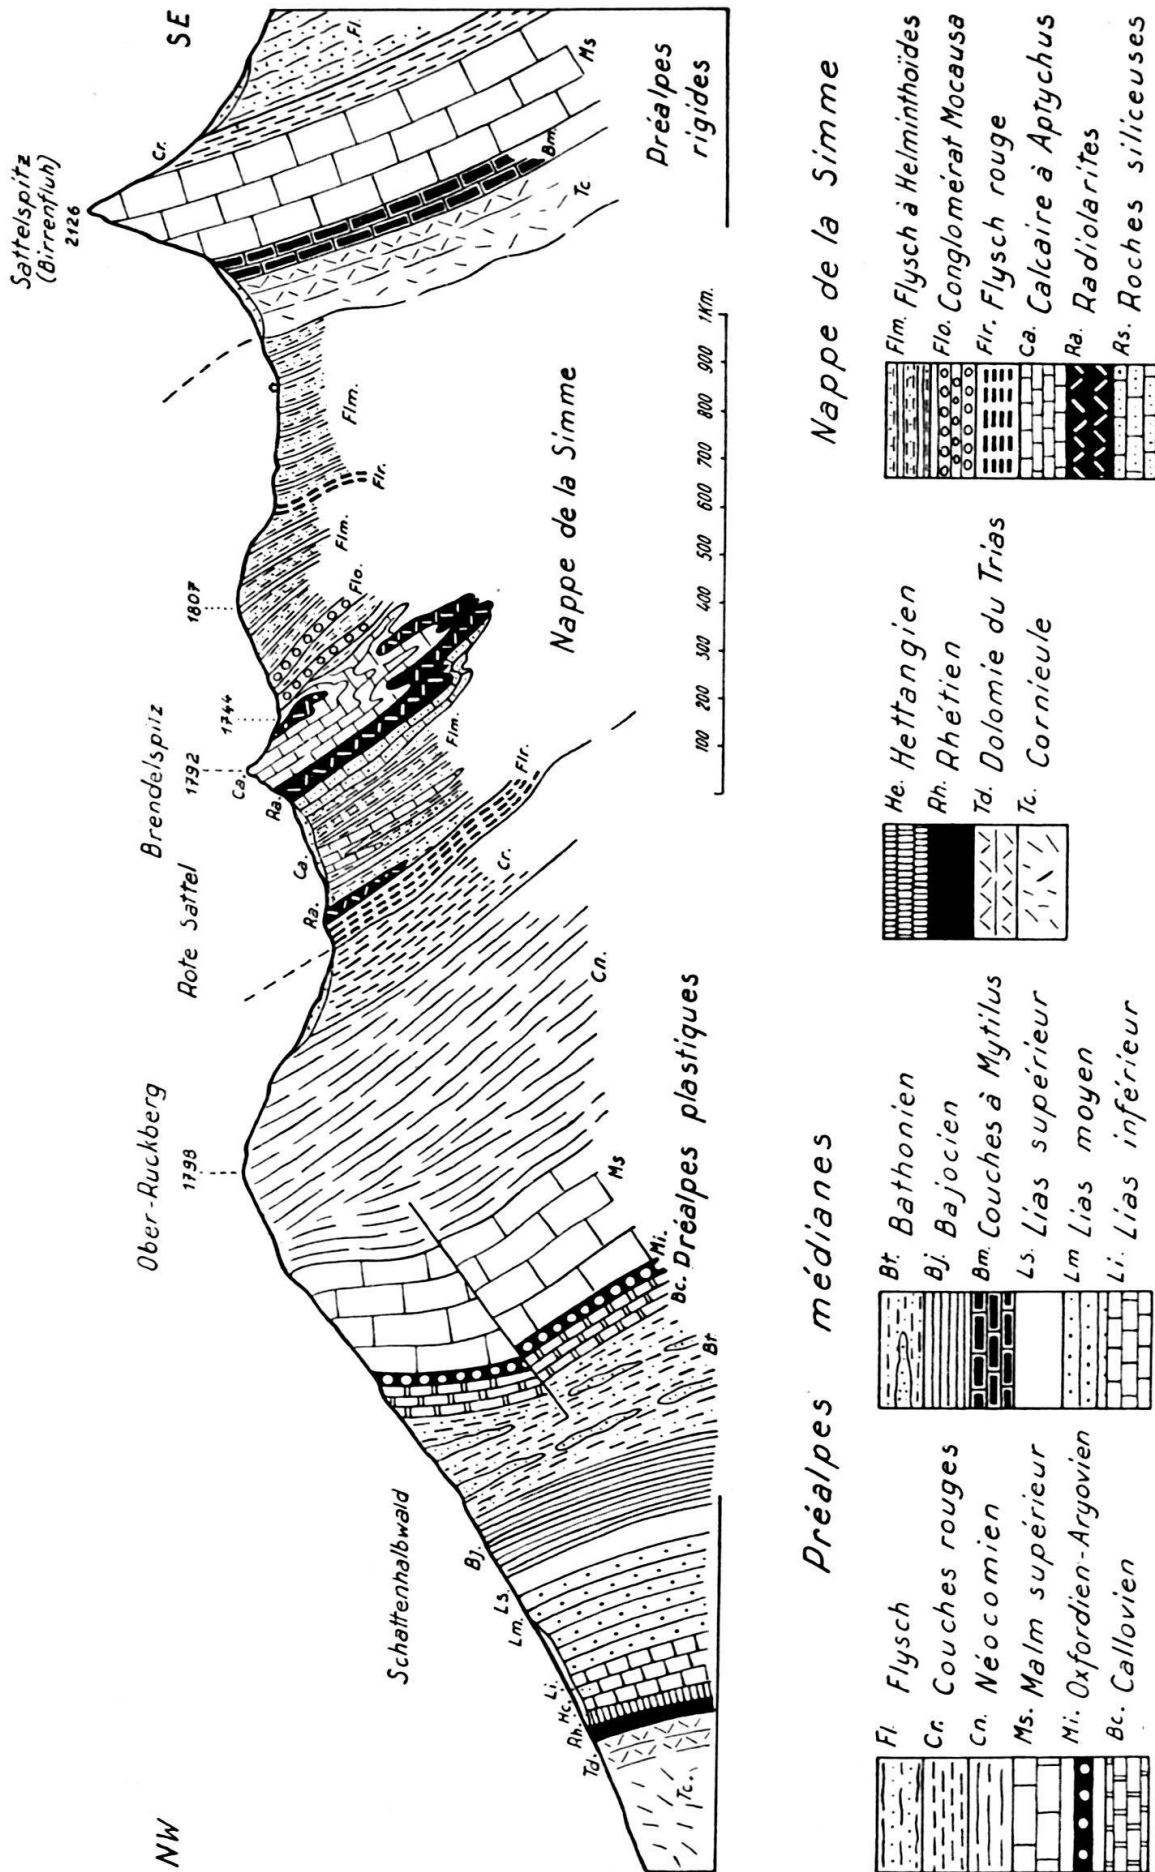 NW
SE
Sattelspitz
(Birrenfluh)
2126
Brendelspitz
1792
1744
1807
Rote Sattel
Ober-Ruckberg
1798
Schattenhalbwald
Tc.
Td.
Rh.
Hc.
Li.
Lm.
Ls.
Bj.
Bt
Bc.
Mi.
Ms
Cn.
Cr.
Flr.
Ra.
Ca.
Flm.
Ra.
Ca.
Flo.
Flm.
Flr.
Flm.
Tc
Bm.
Ms
Cr.
Fl.
Préalpes plastiques
Nappe de la Simme
Préalpes
rigides
100 200 300 400 500 600 700 800 900 1Km.
Préalpes médianes
Fl. Flysch
Cr. Couches rouges
Cn. Néocomien
Ms. Malm supérieur
Mi. Oxfordien-Argovien
Bc. Callovien
Bt. Bathonien
Bj. Bajocien
Bm. Couches à Mytilus
Ls. Lias supérieur
Lm Lias moyen
Li. Lias inférieur
He. Hettangien
Rh. Rhétien
Td. Dolomie du Trias
Tc. Cornieule
Nappe de la Simme
Flm. Flysch à Helminthoïdes
Flo. Conglomérat Mocausa
Flr. Flysch rouge
Ca. Calcaire à Aptychus
Ra. Radiolarites
Rs. Roches siliceuses